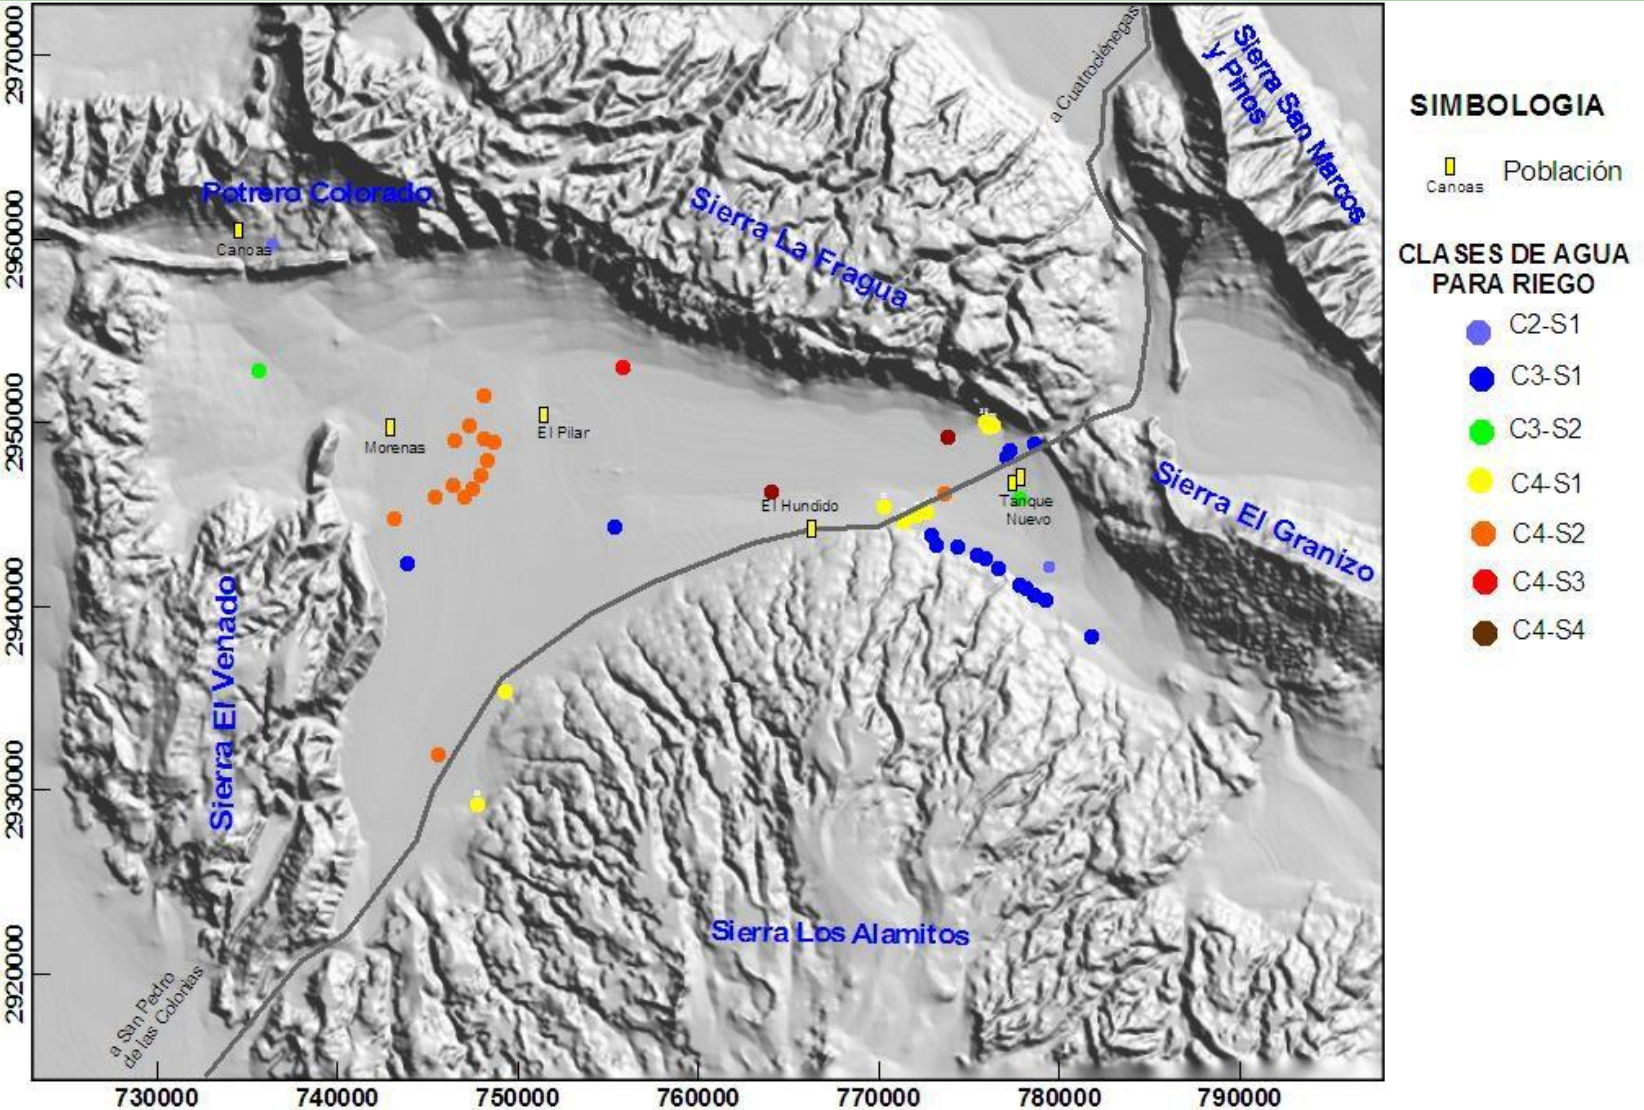 a Cuatrociénegas
Sierra San Marcos
y Pinos
Potrero Colorado
Canoas
Sierra La Fragua
Morenas
El Pilar
El Hundido
Tanque
Nuevo
Sierra El Granizo
Sierra El Venado
Sierra Los Alamitos
a San Pedro
de las Colonias
2970000
2960000
2950000
2940000
2930000
2920000
730000
740000
750000
760000
770000
780000
790000
SIMBOLOGIA
Canoas
Población
CLASES DE AGUA
PARA RIEGO
C2-S1
C3-S1
C3-S2
C4-S1
C4-S2
C4-S3
C4-S4